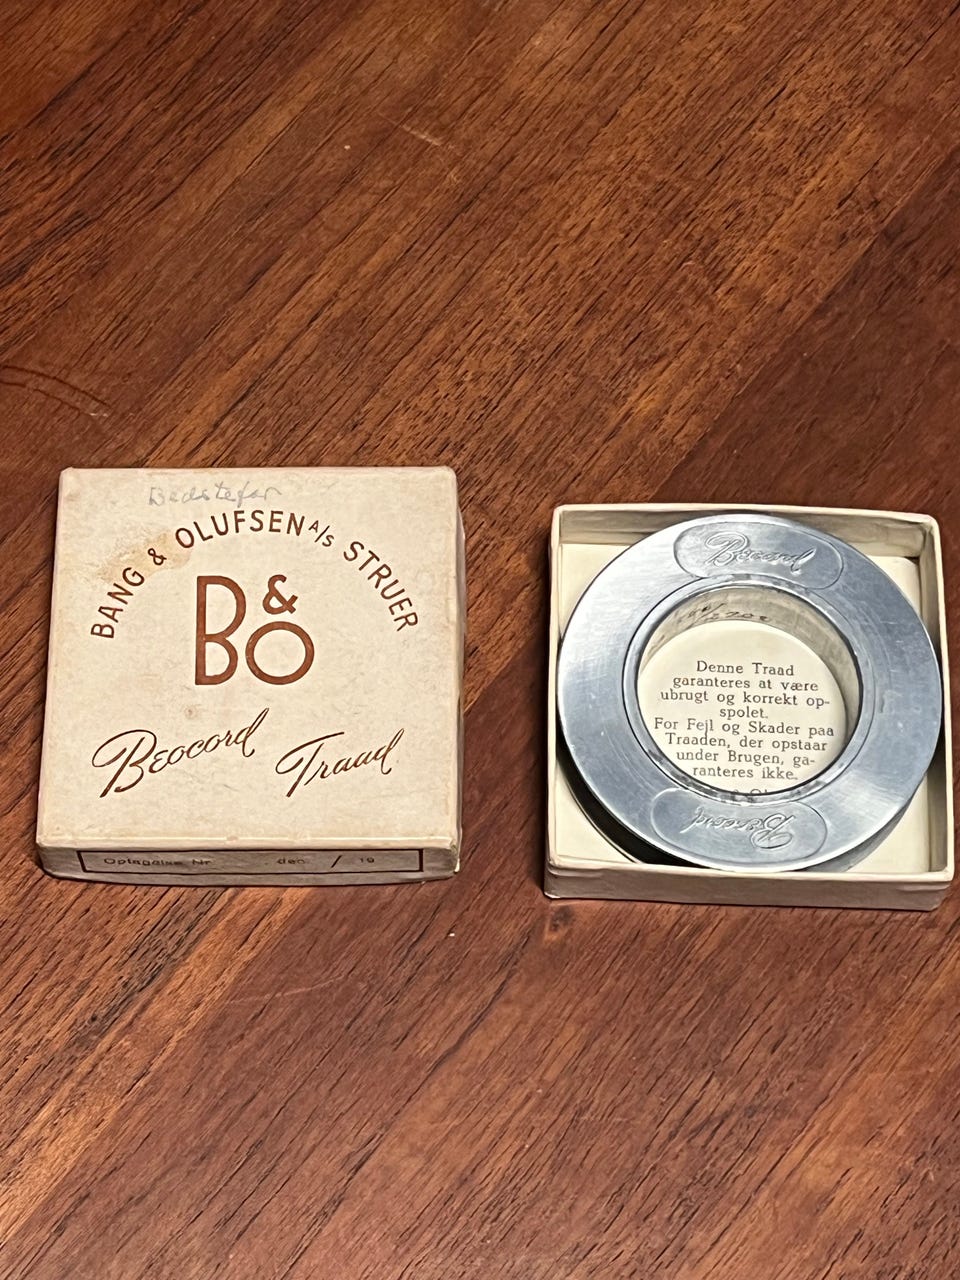 Bedstefar
BANG & OLUFSEN A/S STRUER
B&O
Beocord Traad
Optagelse Nr. den / 19
Beocord
Denne Traad
garanteres at være
ubrugt og korrekt op-
spolet.
For Fejl og Skader paa
Traaden, der opstaar
under Brugen, ga-
ranteres ikke.
Beocord